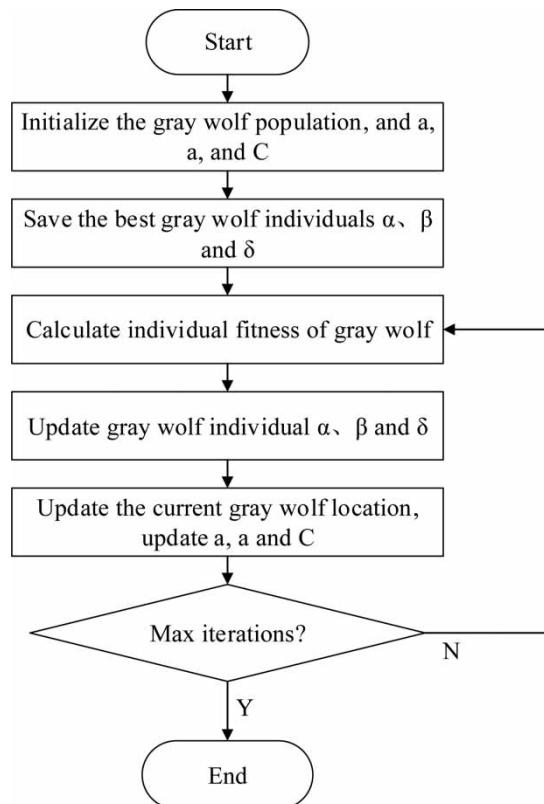 Start
Initialize the gray wolf population, and a,
a, and C
Save the best gray wolf individuals α、β
and δ
Calculate individual fitness of gray wolf
Update gray wolf individual α、β and δ
Update the current gray wolf location,
update a, a and C
Max iterations?
N
Y
End